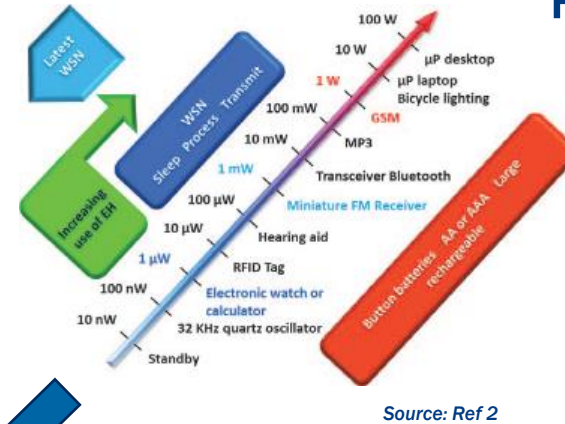 Latest
WSN
Increasing
use of EH
WSN
Sleep Process Transmit
100 W
10 W
1 W
100 mW
10 mW
1 mW
100 µW
10 µW
1 µW
100 nW
10 nW
µP desktop
µP laptop
Bicycle lighting
GSM
MP3
Transceiver Bluetooth
Miniature FM Receiver
Hearing aid
RFID Tag
Electronic watch or
calculator
32 KHz quartz oscillator
Standby
Button batteries AA or AAA Large
rechargeable
Source: Ref 2